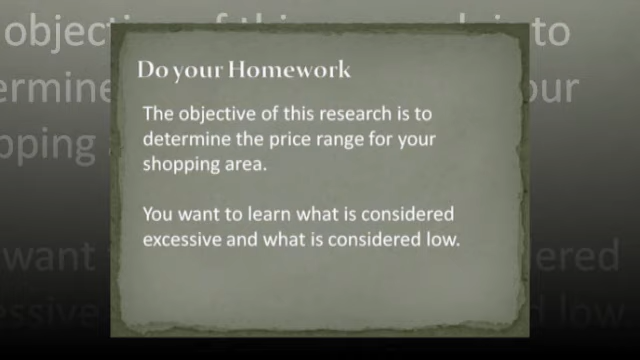 Do your Homework
The objective of this research is to
determine the price range for your
shopping area.
You want to learn what is considered
excessive and what is considered low.